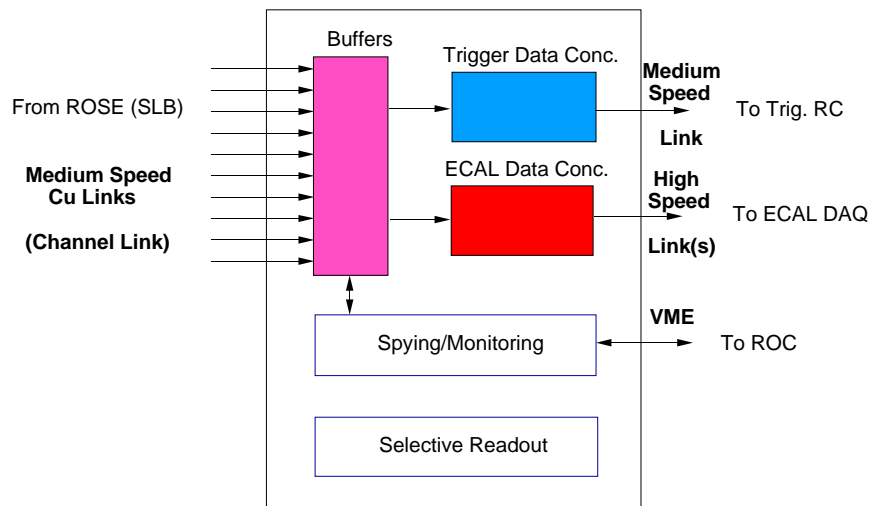 Buffers
Trigger Data Conc.
Medium
Speed
Link
From ROSE (SLB)
To Trig. RC
Medium Speed
Cu Links
(Channel Link)
ECAL Data Conc.
High
Speed
Link(s)
To ECAL DAQ
Spying/Monitoring
VME
To ROC
Selective Readout